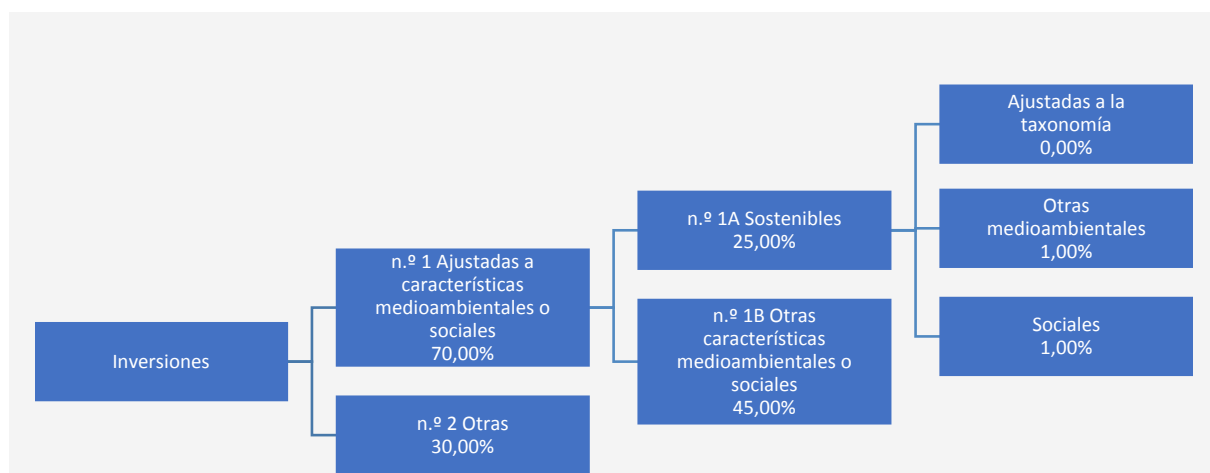 Inversiones
n.º 1 Ajustadas a
características
medioambientales o
sociales
70,00%
n.º 2 Otras
30,00%
n.º 1A Sostenibles
25,00%
n.º 1B Otras
características
medioambientales o
sociales
45,00%
Ajustadas a la
taxonomía
0,00%
Otras
medioambientales
1,00%
Sociales
1,00%